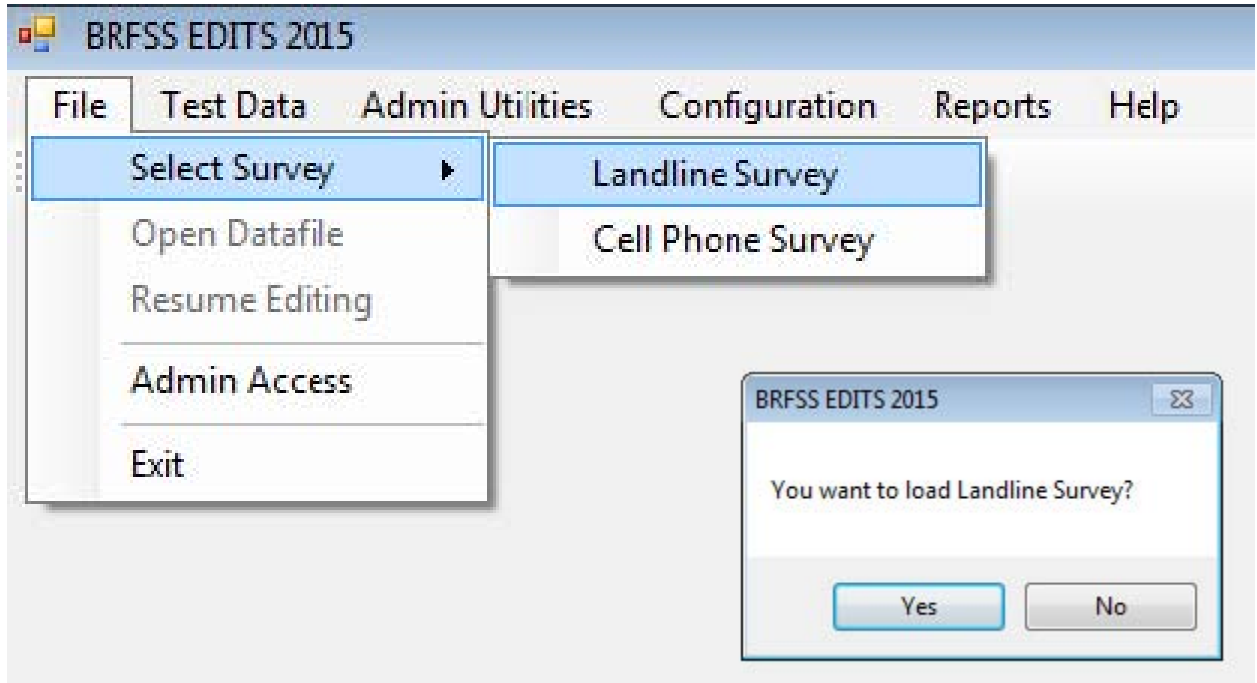 BRFSS EDITS 2015
File Test Data Admin Utilities Configuration Reports Help
Select Survey
Landline Survey
Open Datafile
Cell Phone Survey
Resume Editing
Admin Access
Exit
BRFSS EDITS 2015
You want to load Landline Survey?
Yes No